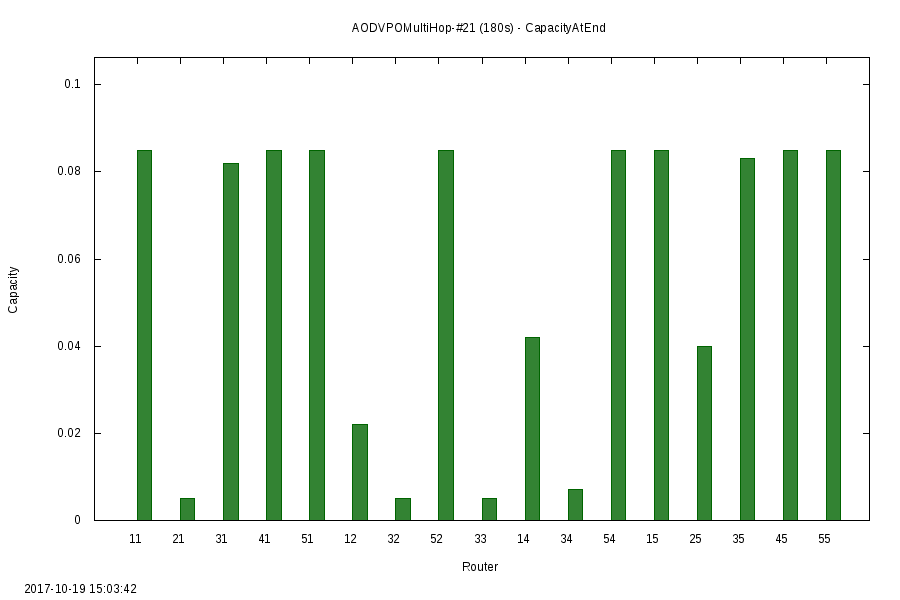 AODVPOMultiHop-#21 (180s) - CapacityAtEnd
0.1
0.08
0.06
0.04
0.02
0
Capacity
11 21 31 41 51 12 32 52 33 14 34 54 15 25 35 45 55
Router
2017-10-19 15:03:42